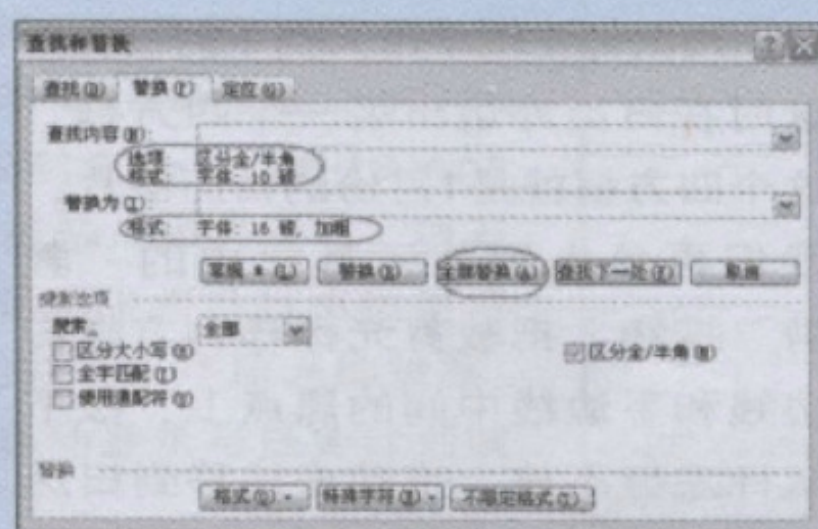 查找和替换
查找(D) 替换(P) 定位(G)
查找内容(N):
选项: 区分全/半角
格式: 字体: 10 磅
替换为(I):
格式: 字体: 16 磅, 加粗
常规 (L) 替换(R) 全部替换(A) 查找下一处(F) 取消
搜索选项
搜索 全部
区分大小写(H) 区分全/半角(M)
全字匹配(Y)
使用通配符(U)
替换
格式(O) 特殊字符(E) 不限定格式(T)